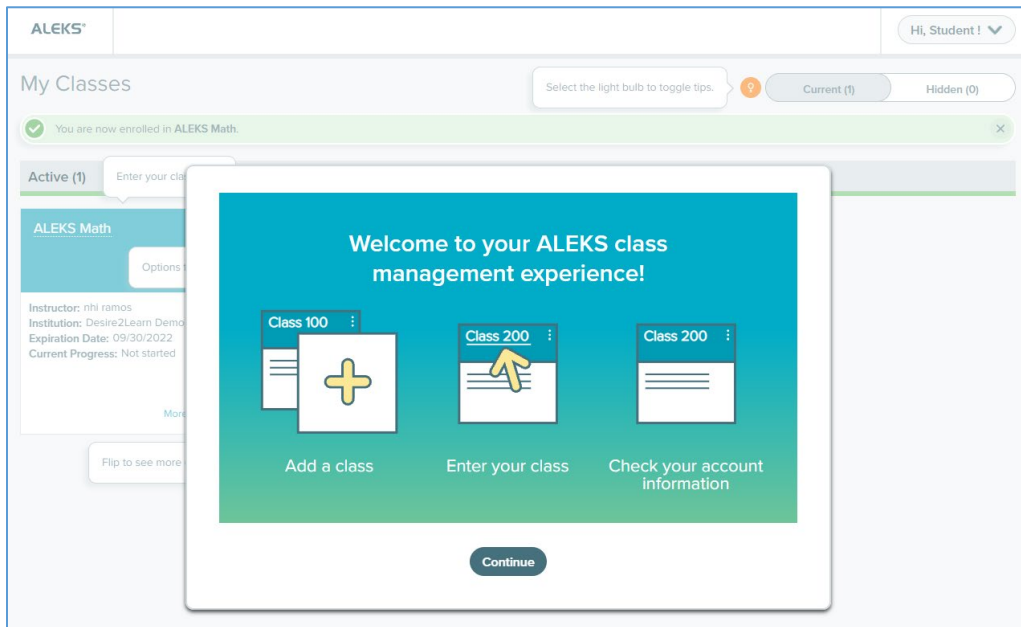 ALEKS®
Hi, Student !
My Classes
Select the light bulb to toggle tips.
Current (1)
Hidden (0)
You are now enrolled in ALEKS Math.
Active (1)
Enter your
ALEKS Math
Options
Instructor: nhi ramos
Institution: Desire2Learn Demo
Expiration Date: 09/30/2022
Current Progress: Not started
More
Flip to see more
Welcome to your ALEKS class
management experience!
Class 100
Class 200
Class 200
Add a class
Enter your class
Check your account
information
Continue